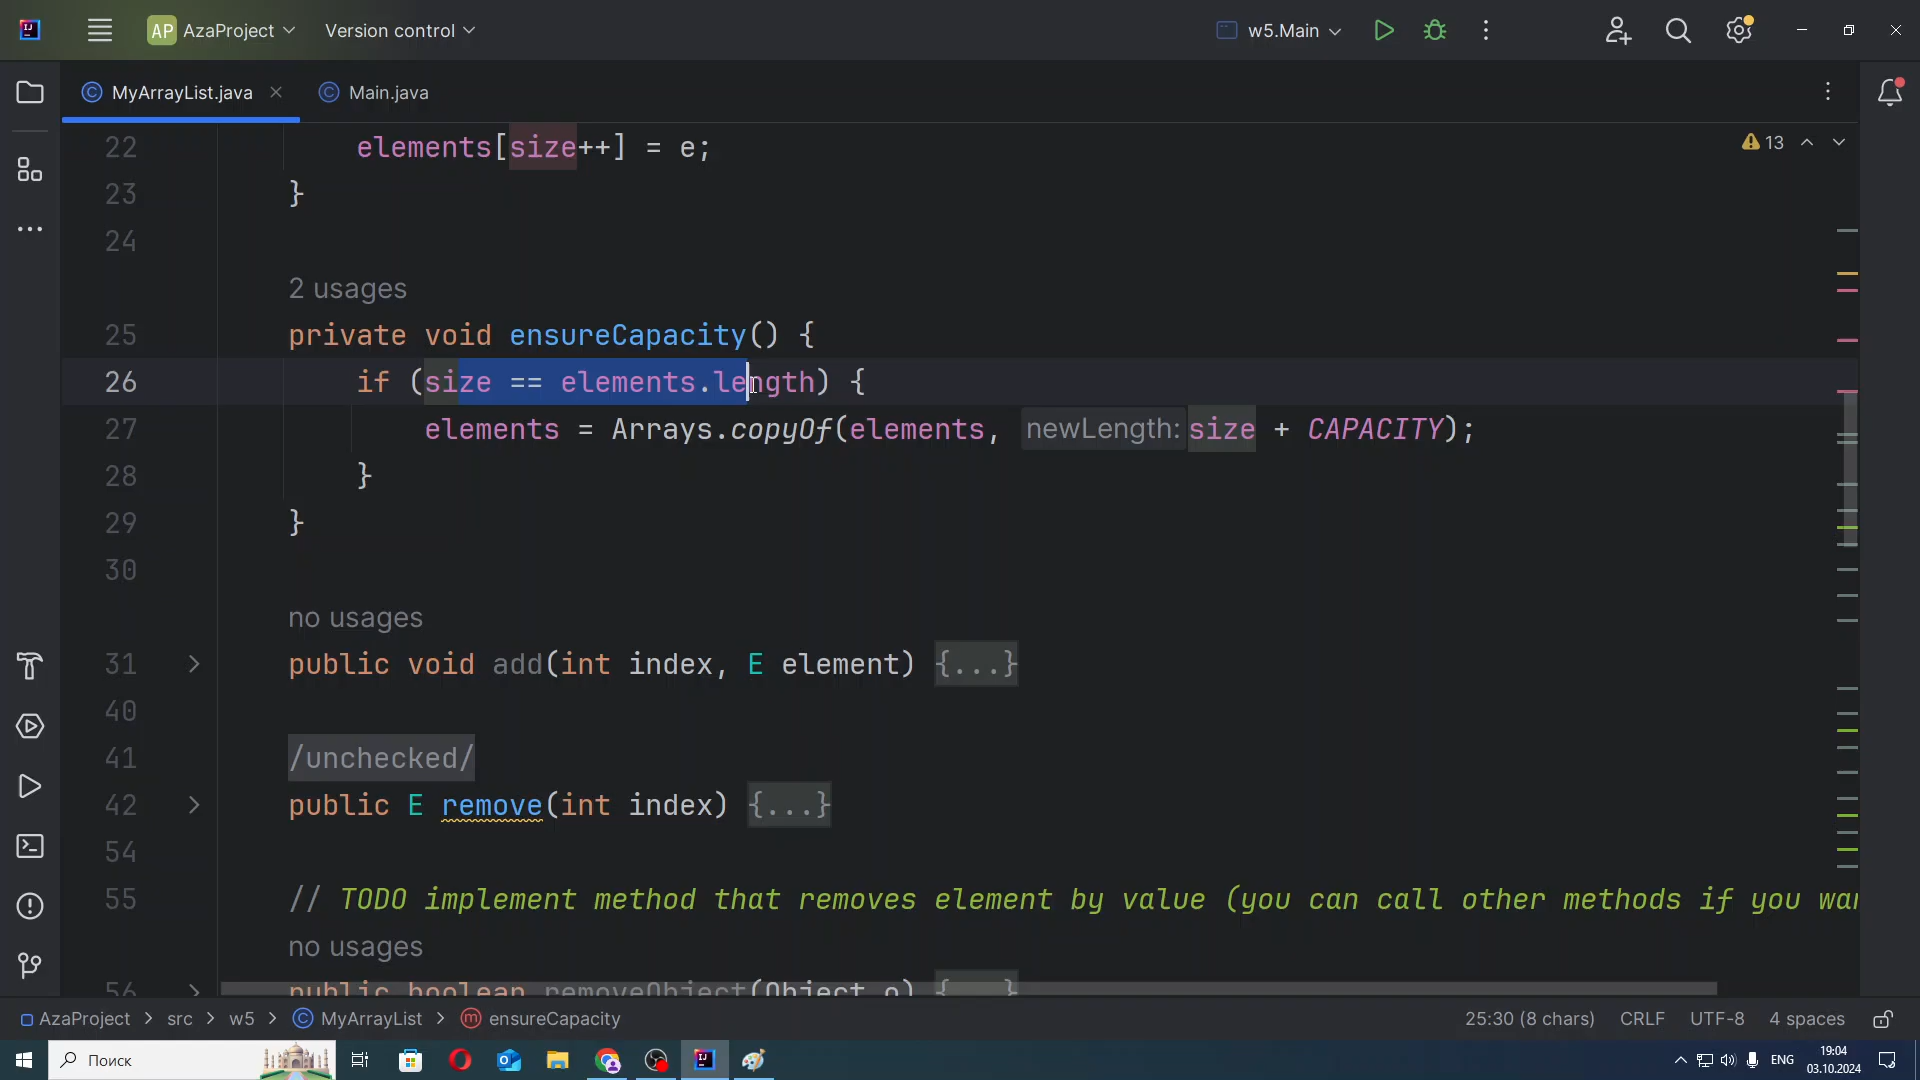 AP AzaProject Version control w5.Main
MyArrayList.java Main.java
22 elements[size++] = e;
13
23 }
24
2 usages
25 private void ensureCapacity() {
26 if (size == elements.length) {
27 elements = Arrays.copyOf(elements, newLength: size + CAPACITY);
28 }
29 }
30
no usages
31 public void add(int index, E element) {...}
40
41 /unchecked/
42 public E remove(int index) {...}
54
55 // TODO implement method that removes element by value (you can call other methods if you
no usages
56 public boolean removeObject(Object o) {...}
AzaProject > src > w5 > MyArrayList > ensureCapacity 25:30 (8 chars) CRLF UTF-8 4 spaces
Поиск ENG 19:04
03.10.2024